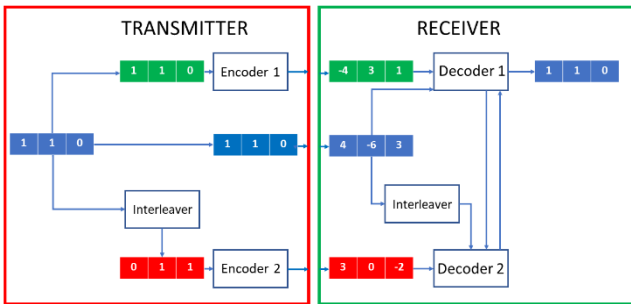 TRANSMITTER
RECEIVER
1 1 0
Encoder 1
-4 3 1
Decoder 1
1 1 0
1 1 0
1 1 0
4 -6 3
Interleaver
Interleaver
0 1 1
Encoder 2
3 0 -2
Decoder 2